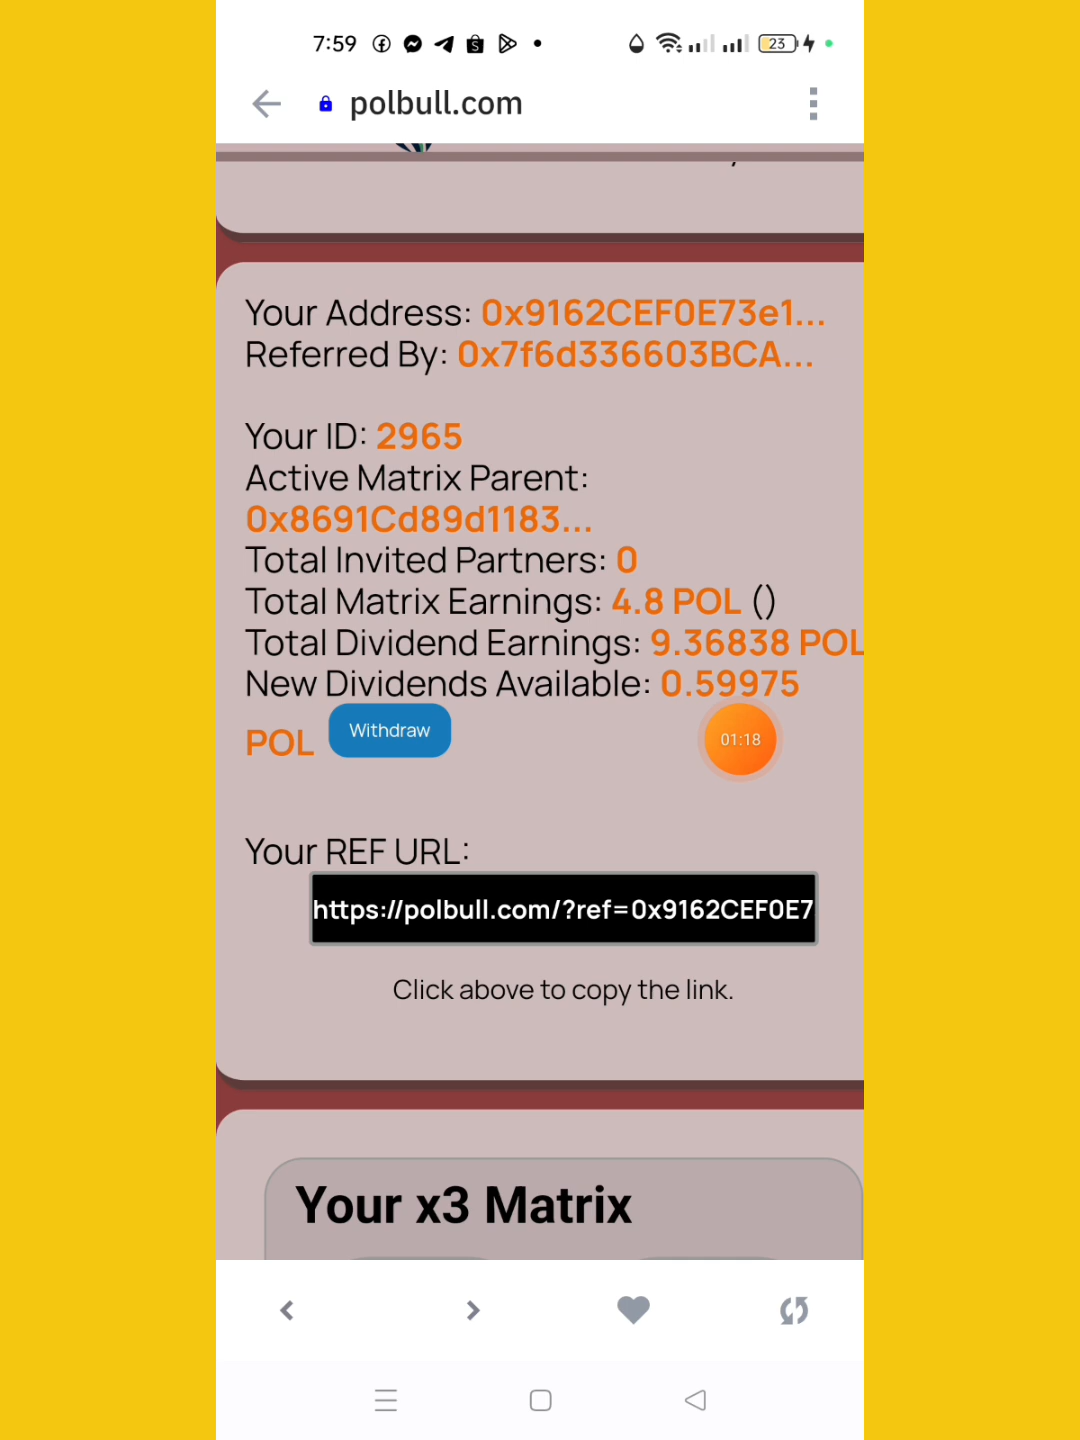 7:59
23
polbull.com
Your Address: 0x9162CEF0E73e1...
Referred By: 0x7f6d336603BCA...
Your ID: 2965
Active Matrix Parent:
0x8691Cd89d1183...
Total Invited Partners: 0
Total Matrix Earnings: 4.8 POL ()
Total Dividend Earnings: 9.36838 POL
New Dividends Available: 0.59975
POL Withdraw
01:18
Your REF URL:
https://polbull.com/?ref=0x9162CEF0E7
Click above to copy the link.
Your x3 Matrix